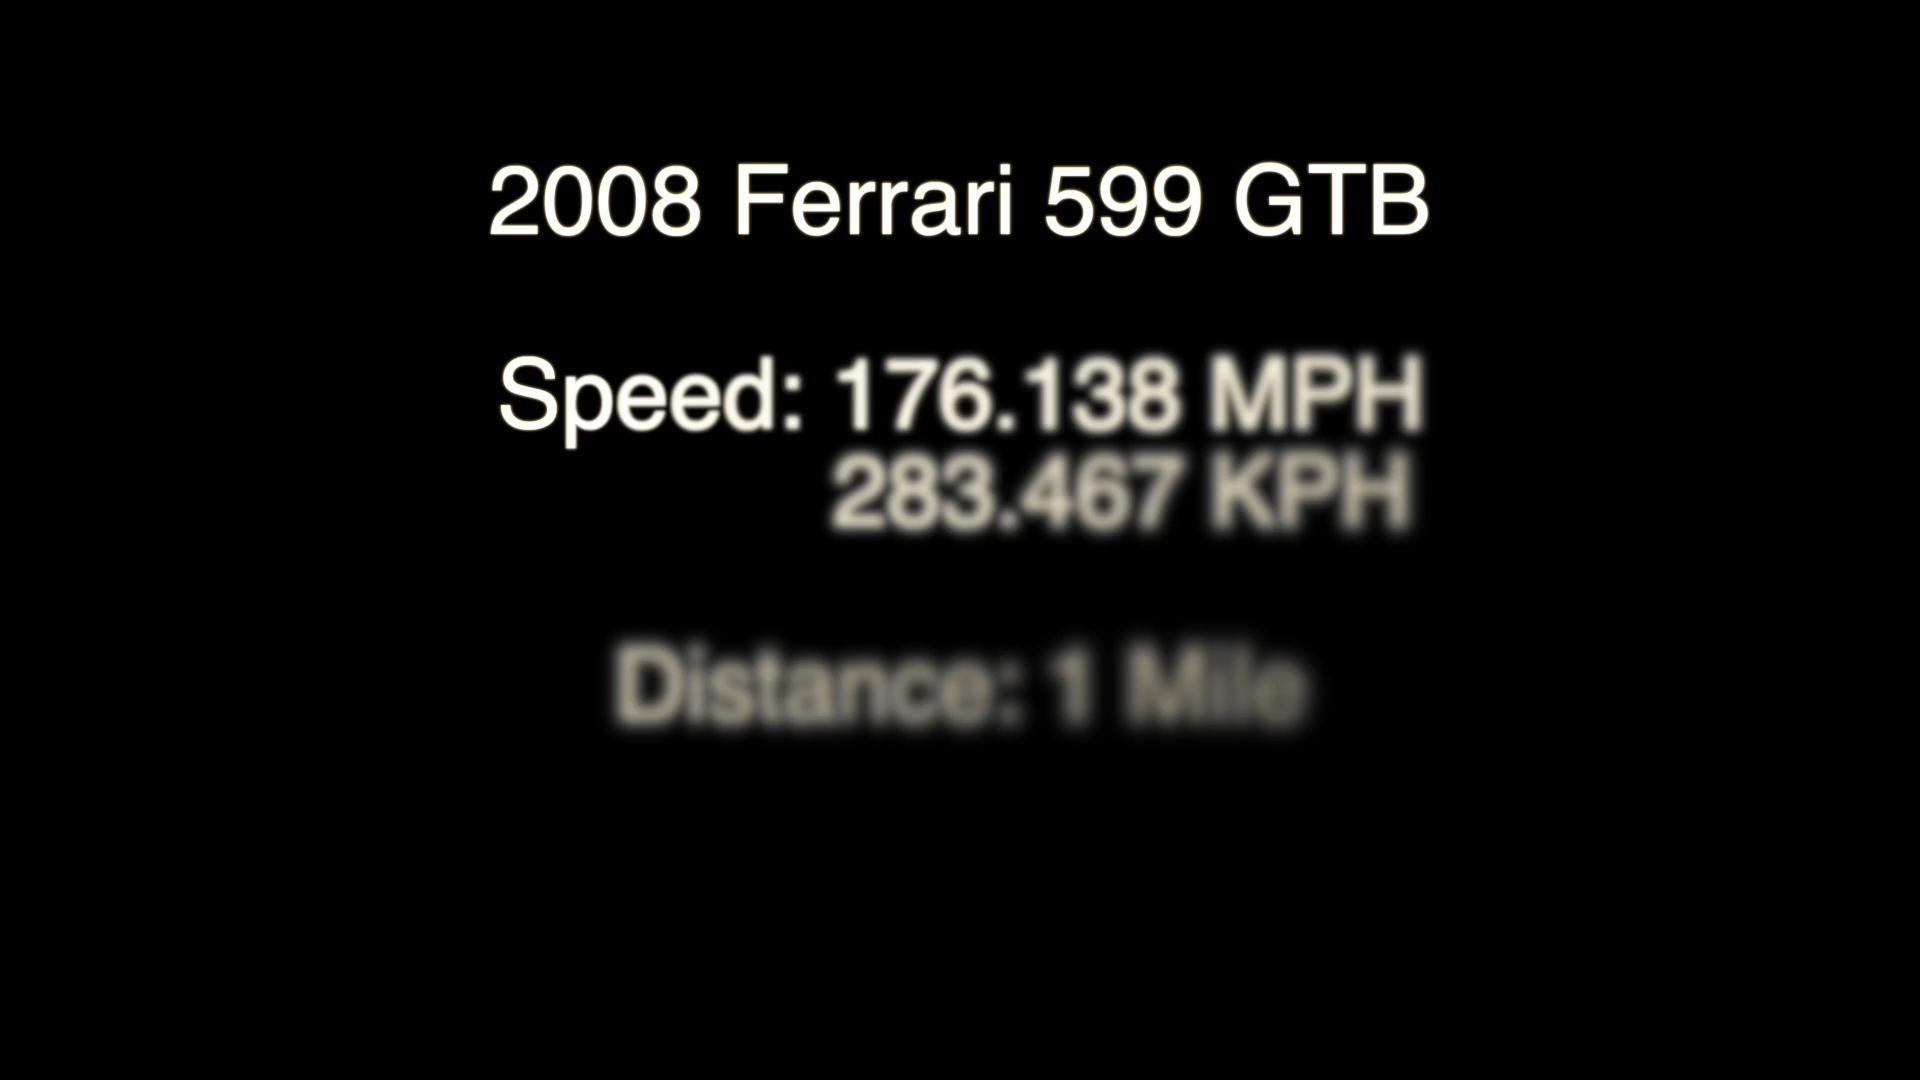 2008 Ferrari 599 GTB
Speed: 176.138 MPH
283.467 KPH
Distance: 1 Mile